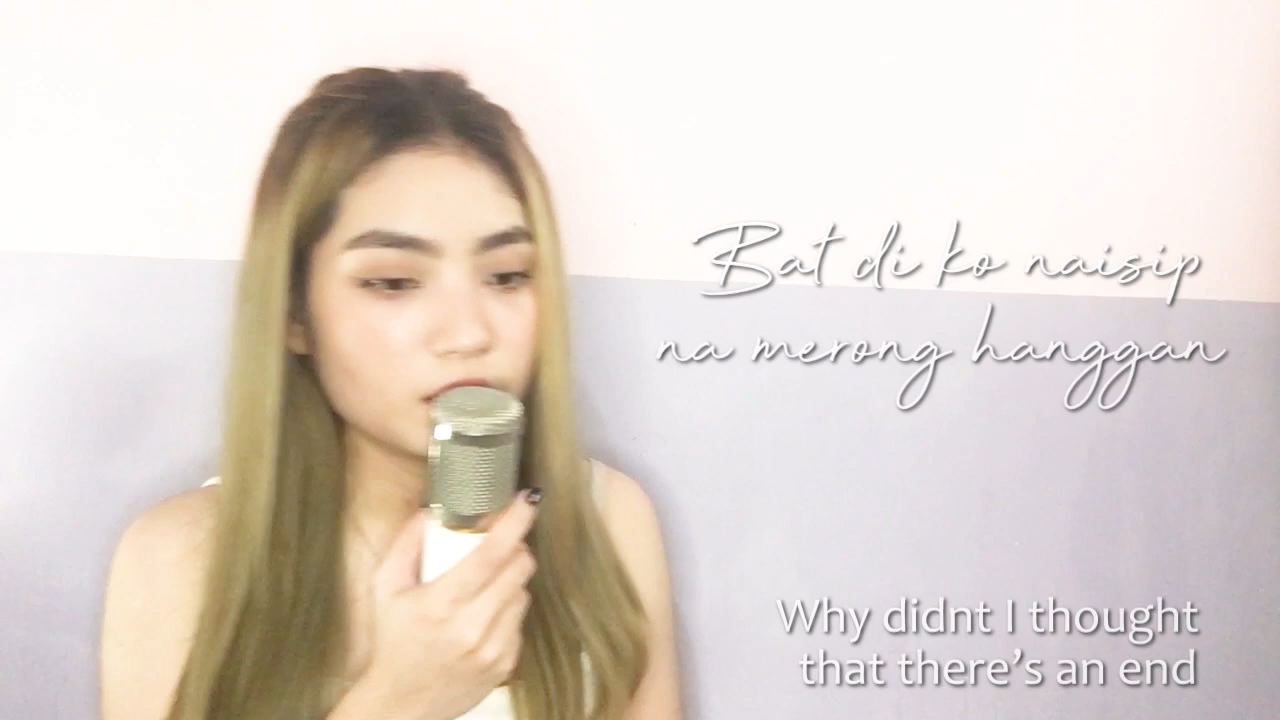 Bat di ko naisip
na merong hanggan
Why didnt I thought
that there's an end